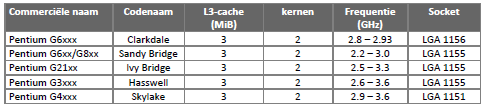 Commerciële naam Codenaam L3-cache (MiB) kernen Frequentie (GHz) Socket
Pentium G6xxx Clarkdale 3 2 2.8 – 2.93 LGA 1156
Pentium G6xx/G8xx Sandy Bridge 3 2 2.2 – 3.0 LGA 1155
Pentium G21xx Ivy Bridge 3 2 2.5 – 3.3 LGA 1155
Pentium G3xxx Hasswell 3 2 2.6 – 3.6 LGA 1155
Pentium G4xxx Skylake 3 2 2.9 – 3.6 LGA 1151